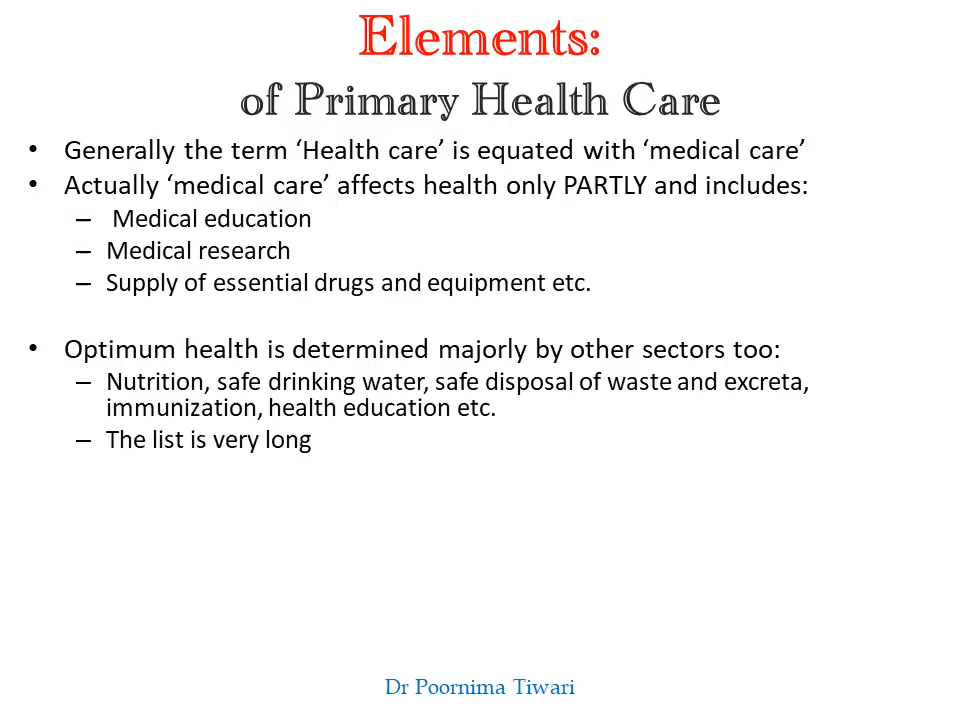 Elements:
of Primary Health Care
• Generally the term ‘Health care’ is equated with ‘medical care’
• Actually ‘medical care’ affects health only PARTLY and includes:
– Medical education
– Medical research
– Supply of essential drugs and equipment etc.
• Optimum health is determined majorly by other sectors too:
– Nutrition, safe drinking water, safe disposal of waste and excreta,
immunization, health education etc.
– The list is very long
Dr Poornima Tiwari